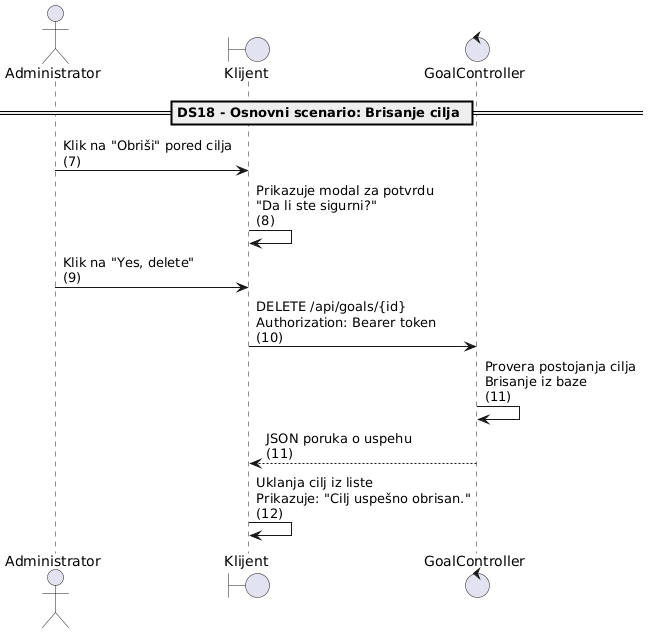 Administrator
Klijent
GoalController
DS18 - Osnovni scenario: Brisanje cilja
Klik na "Obriši" pored cilja
(7)
Prikazuje modal za potvrdu
"Da li ste sigurni?"
(8)
Klik na "Yes, delete"
(9)
DELETE /api/goals/{id}
Authorization: Bearer token
(10)
Provera postojanja cilja
Brisanje iz baze
(11)
JSON poruka o uspehu
(11)
Uklanja cilj iz liste
Prikazuje: "Cilj uspešno obrisan."
(12)
Administrator
Klijent
GoalController